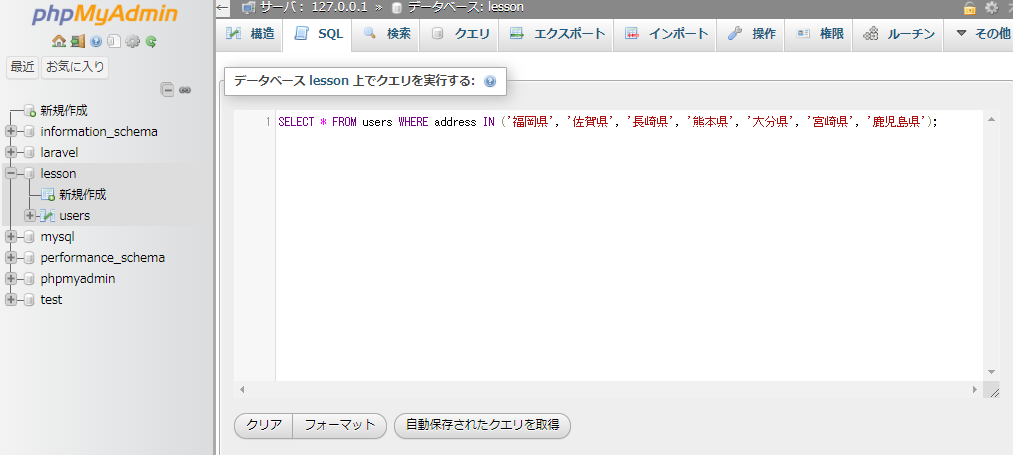 phpMyAdmin
最近 お気に入り
新規作成
information_schema
laravel
lesson
新規作成
users
mysql
performance_schema
phpmyadmin
test
サーバ: 127.0.0.1 » データベース: lesson
構造 SQL 検索 クエリ エクスポート インポート 操作 権限 ルーチン その他
データベース lesson 上でクエリを実行する:
1 SELECT * FROM users WHERE address IN ('福岡県', '佐賀県', '長崎県', '熊本県', '大分県', '宮崎県', '鹿児島県');
クリア フォーマット 自動保存されたクエリを取得